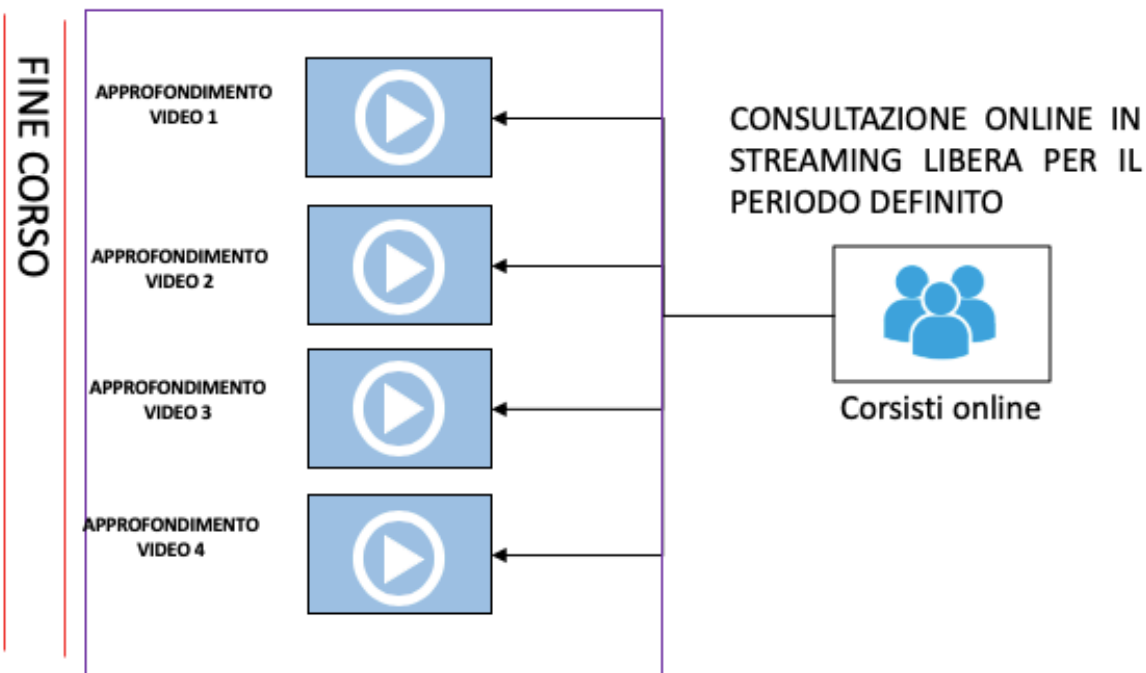 FINE CORSO
APPROFONDIMENTO
VIDEO 1
APPROFONDIMENTO
VIDEO 2
APPROFONDIMENTO
VIDEO 3
APPROFONDIMENTO
VIDEO 4
CONSULTAZIONE ONLINE IN
STREAMING LIBERA PER IL
PERIODO DEFINITO
Corsisti online